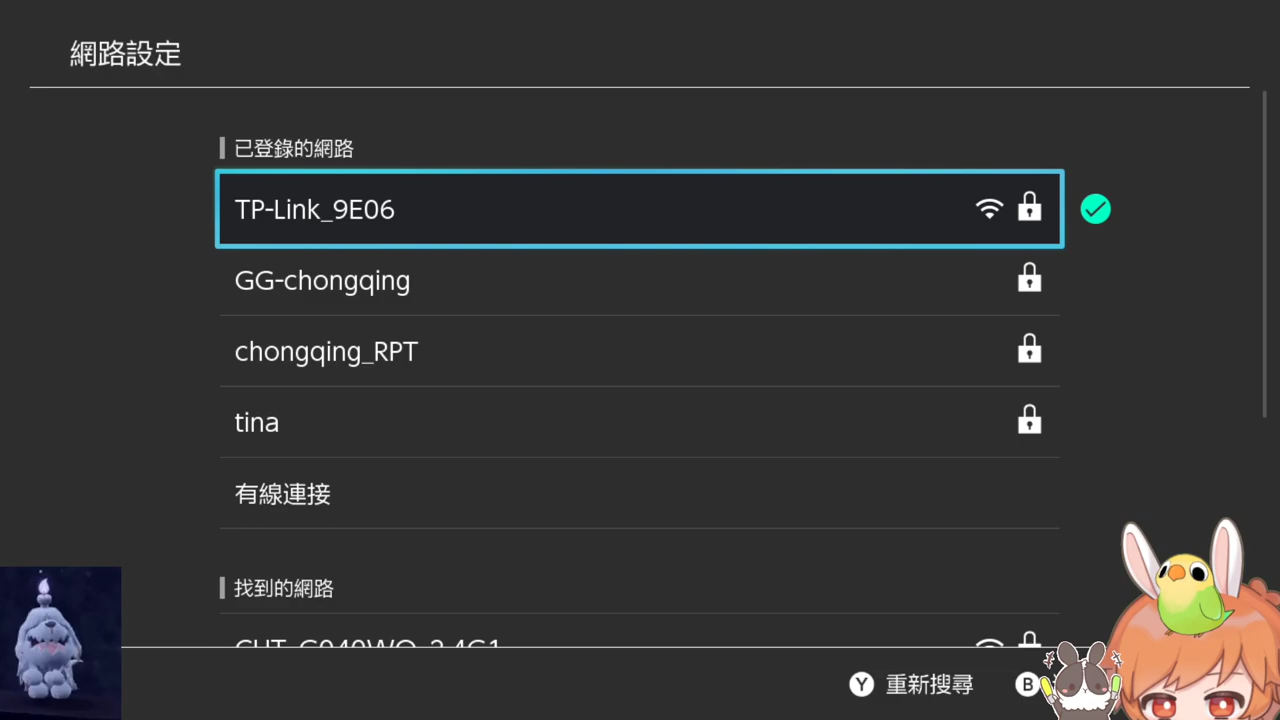 網路設定
已登錄的網路
TP-Link_9E06
GG-chongqing
chongqing_RPT
tina
有線連接
找到的網路
Y 重新搜尋 B